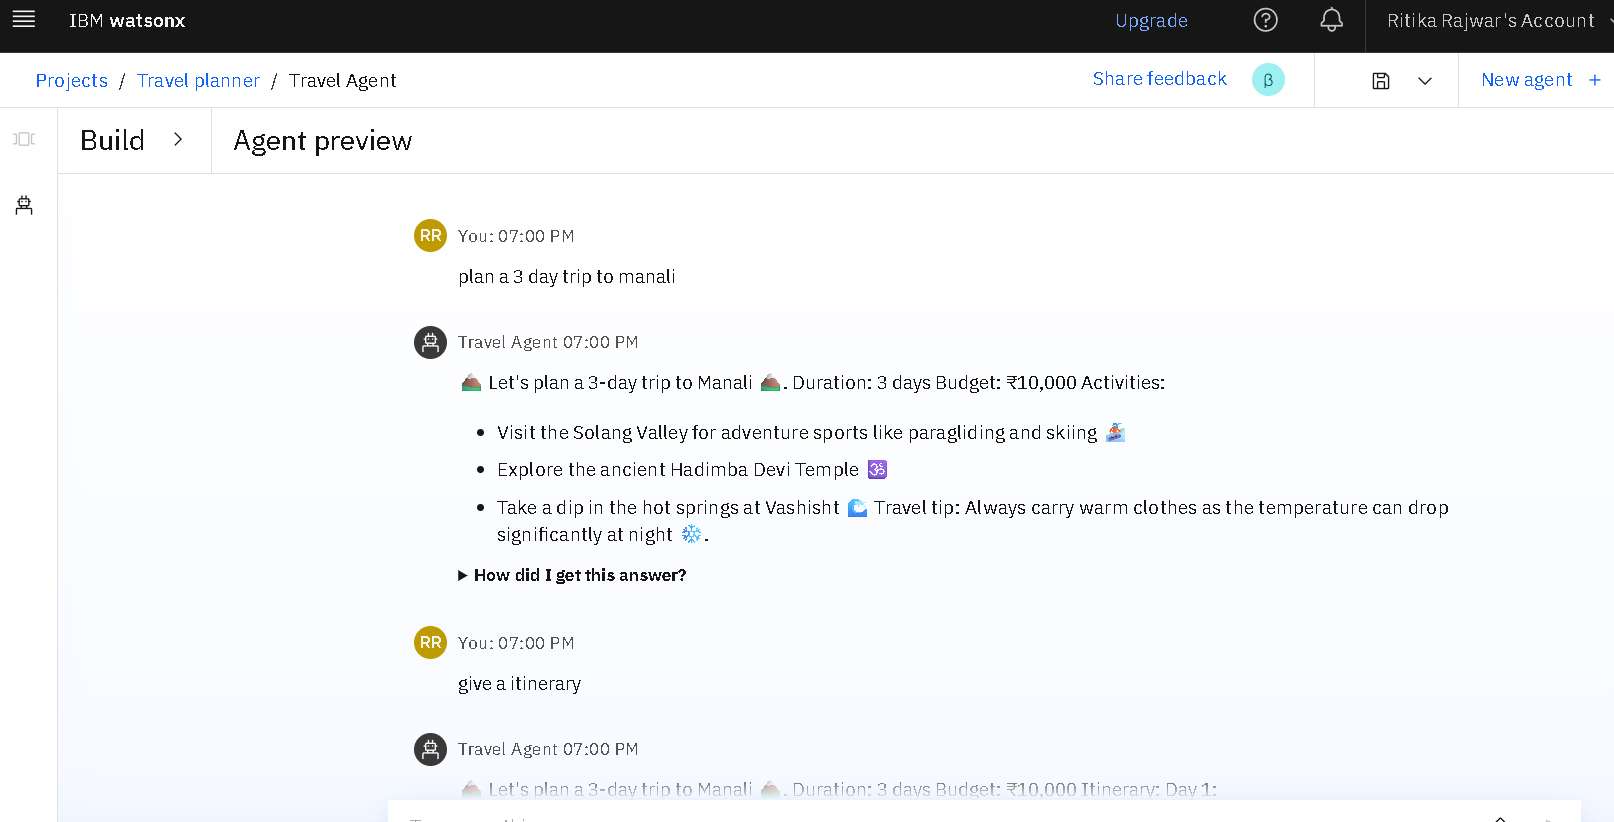 IBM watsonx
Upgrade
Ritika Rajwar's Account
Projects / Travel planner / Travel Agent
Share feedback
β
New agent +
Build
Agent preview
RR
You: 07:00 PM
plan a 3 day trip to manali
Travel Agent 07:00 PM
Let's plan a 3-day trip to Manali . Duration: 3 days Budget: ₹10,000 Activities:
• Visit the Solang Valley for adventure sports like paragliding and skiing
• Explore the ancient Hadimba Devi Temple 🕉
• Take a dip in the hot springs at Vashisht Travel tip: Always carry warm clothes as the temperature can drop
significantly at night .
How did I get this answer?
RR
You: 07:00 PM
give a itinerary
Travel Agent 07:00 PM
Let's plan a 3-day trip to Manali . Duration: 3 days Budget: ₹10,000 Itinerary: Day 1: